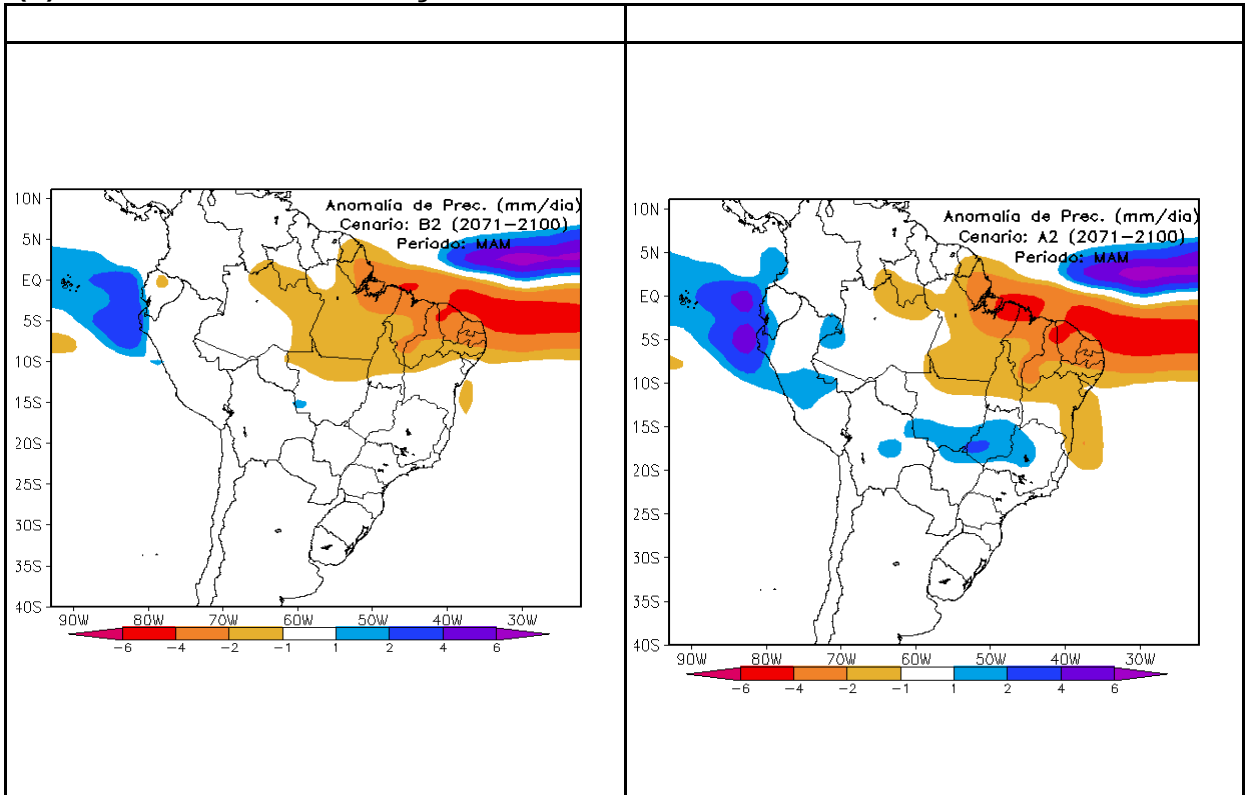 Anomalia de Prec. (mm/dia)
Cenario: B2 (2071-2100)
Periodo: MAM
10N
5N
EQ
5S
10S
15S
20S
25S
30S
35S
40S
90W 80W 70W 60W 50W 40W 30W
-6 -4 -2 -1 1 2 4 6
Anomalia de Prec. (mm/dia)
Cenario: A2 (2071-2100)
Periodo: MAM
10N
5N
EQ
5S
10S
15S
20S
25S
30S
35S
40S
90W 80W 70W 60W 50W 40W 30W
-6 -4 -2 -1 1 2 4 6